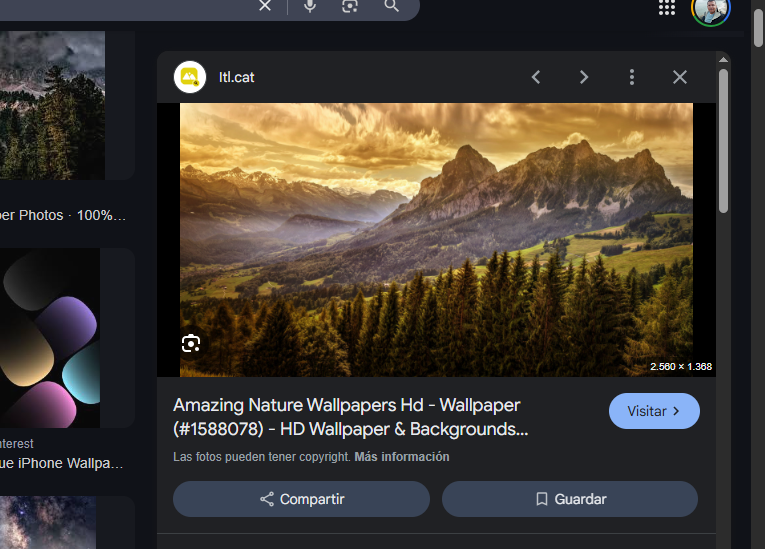 ltl.cat
2.560 × 1.368
per Photos · 100%...
Amazing Nature Wallpapers Hd - Wallpaper
(#1588078) - HD Wallpaper & Backgrounds...
Visitar
Las fotos pueden tener copyright. Más información
Compartir
Guardar
nterest
ue iPhone Wallpa...